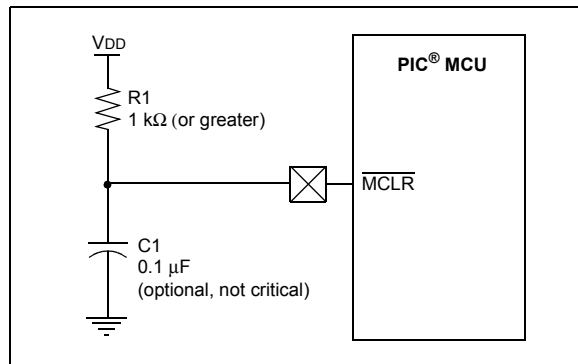 VDD
PIC® MCU
R1
1 kΩ (or greater)
MCLR
C1
0.1 µF
(optional, not critical)